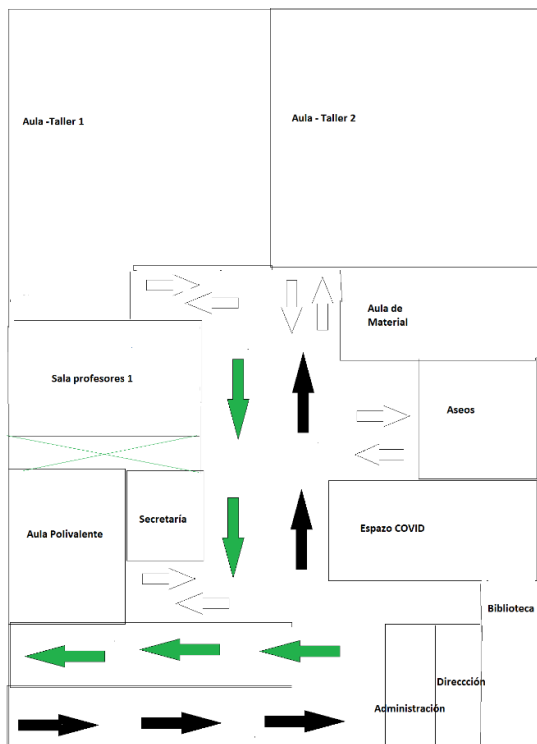 Aula -Taller 1
Aula - Taller 2
Aula de
Material
Sala profesores 1
Aseos
Secretaría
Aula Polivalente
Espazo COVID
Biblioteca
Direccción
Administración